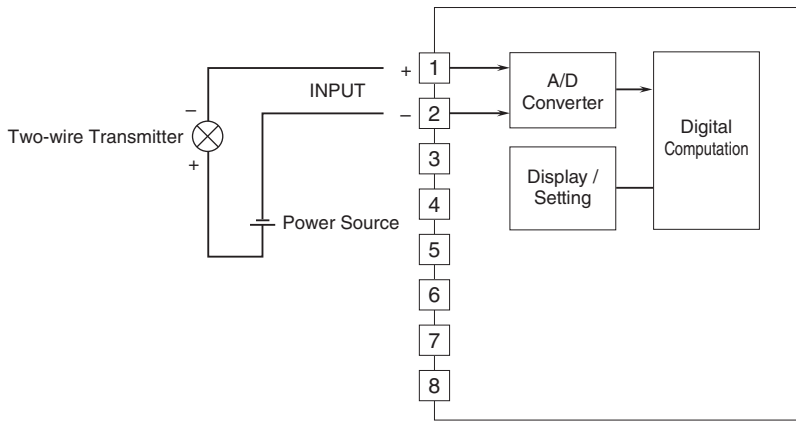 +
1
INPUT
–
2
–
Two-wire Transmitter
+
Power Source
3
4
5
6
7
8
A/D
Converter
Display /
Setting
Digital
Computation